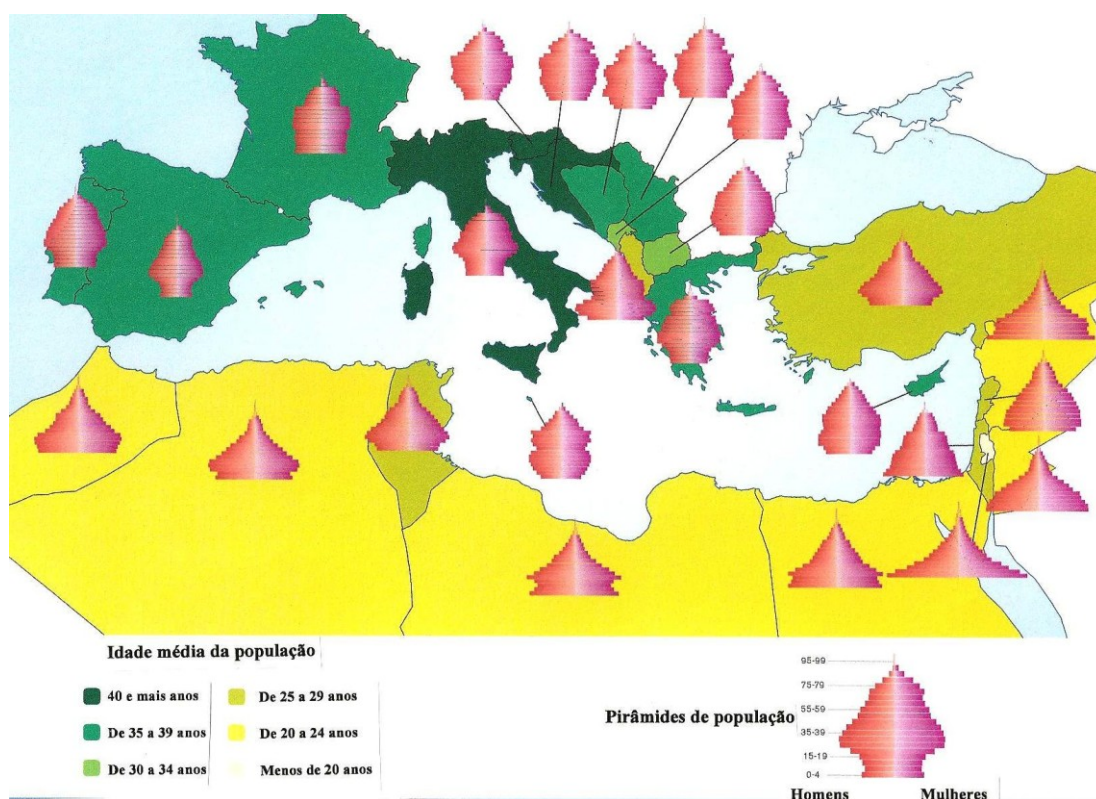 Idade média da população
40 e mais anos
De 35 a 39 anos
De 30 a 34 anos
De 25 a 29 anos
De 20 a 24 anos
Menos de 20 anos
Pirâmides de população
95-99
75-79
55-59
35-39
15-19
0-4
Homens
Mulheres